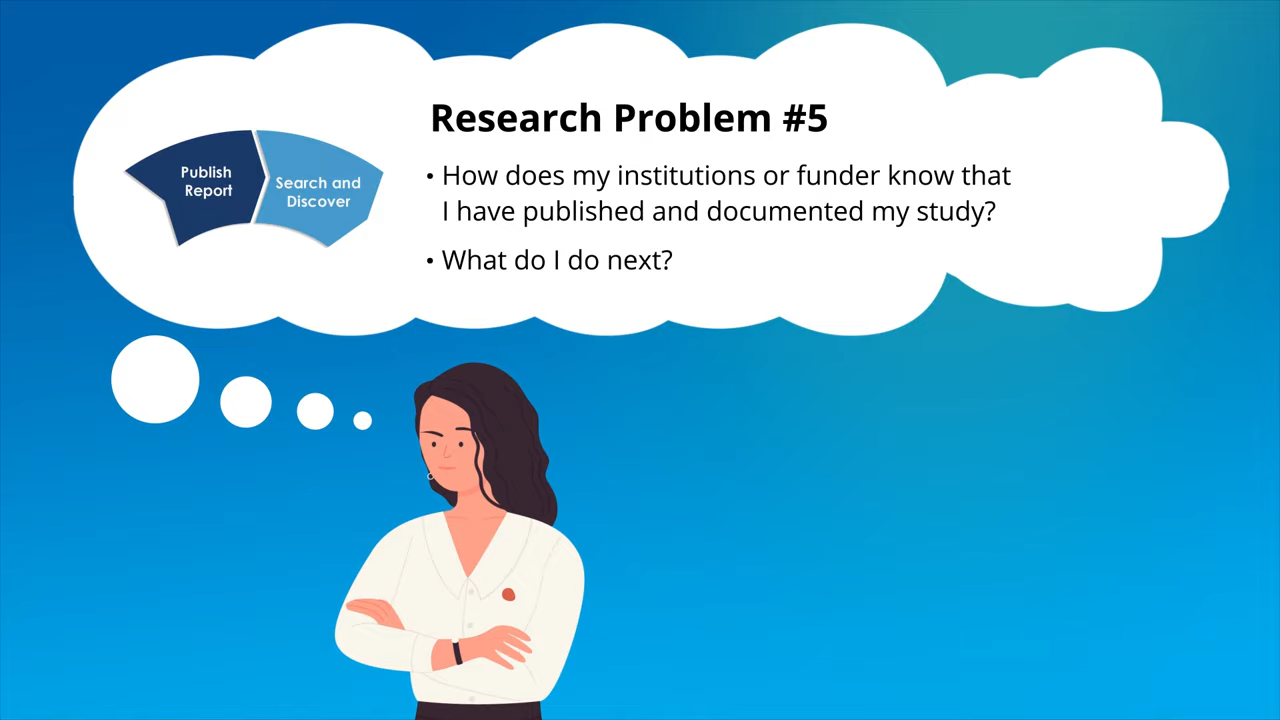 Research Problem #5
Publish
Report
Search and
Discover
• How does my institutions or funder know that
I have published and documented my study?
• What do I do next?